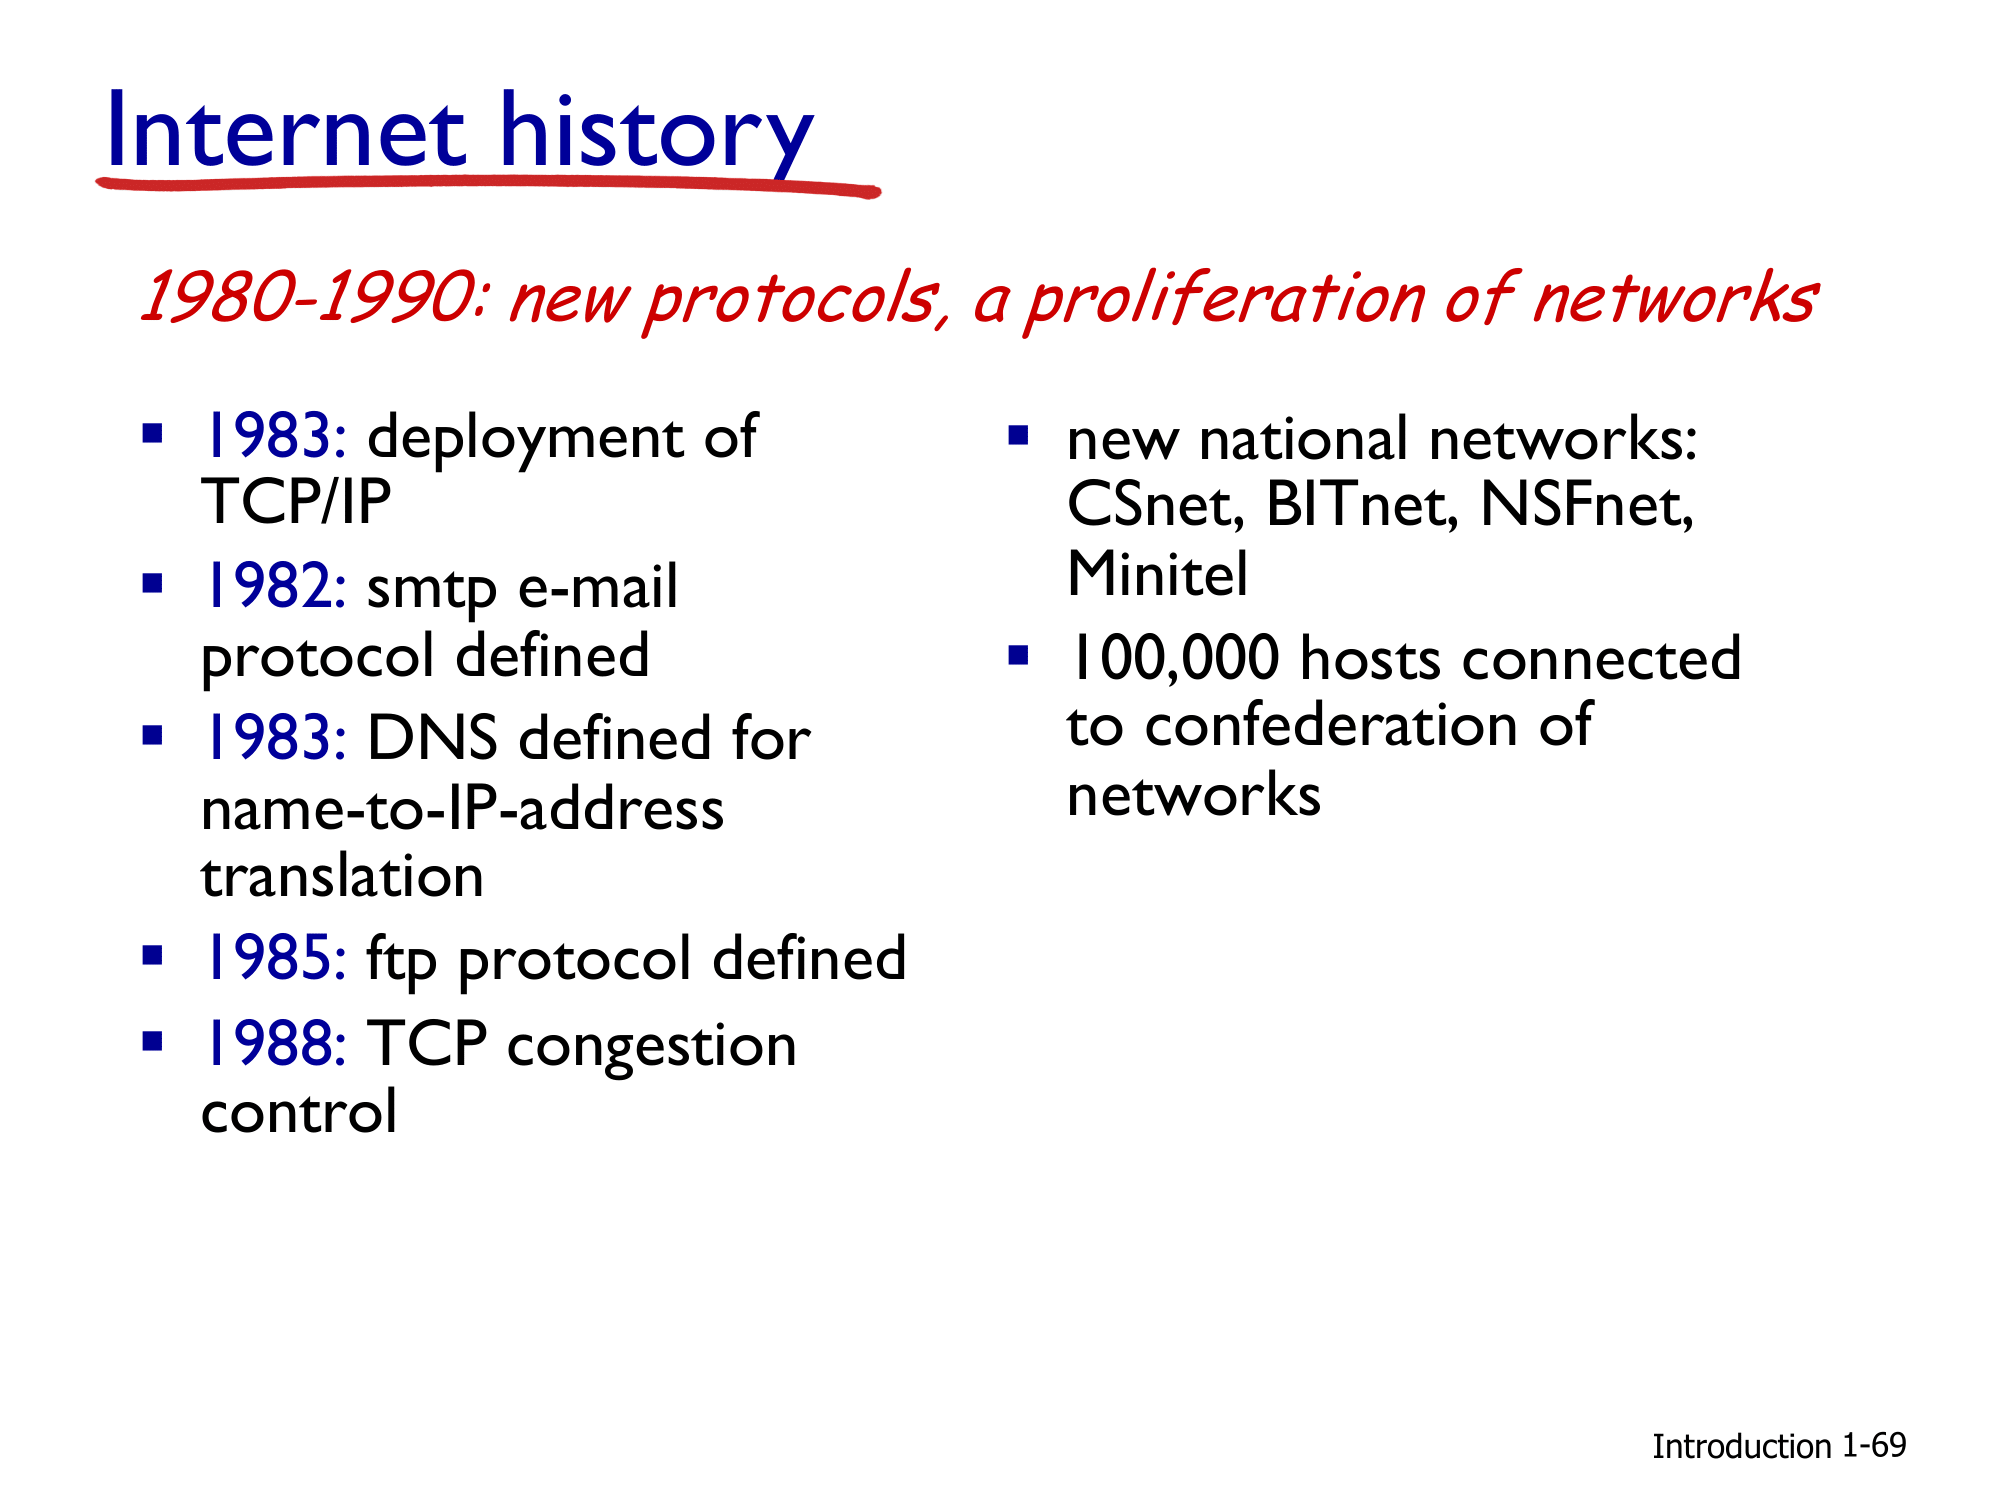 Internet history
1980-1990: new protocols, a proliferation of networks
▪ 1983: deployment of
TCP/IP
▪ 1982: smtp e-mail
protocol defined
▪ 1983: DNS defined for
name-to-IP-address
translation
▪ 1985: ftp protocol defined
▪ 1988: TCP congestion
control
▪ new national networks:
CSnet, BITnet, NSFnet,
Minitel
▪ 100,000 hosts connected
to confederation of
networks
Introduction 1-69